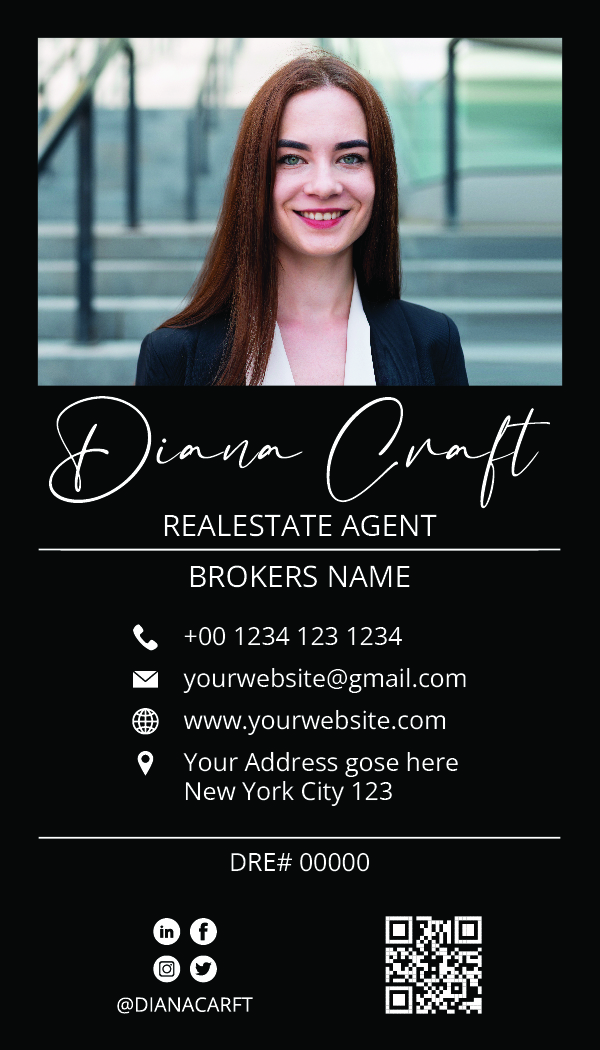 Diana Craft
REALESTATE AGENT
BROKERS NAME
+00 1234 123 1234
yourwebsite@gmail.com
www.yourwebsite.com
Your Address gose here
New York City 123
DRE# 00000
in f
@DIANACARFT